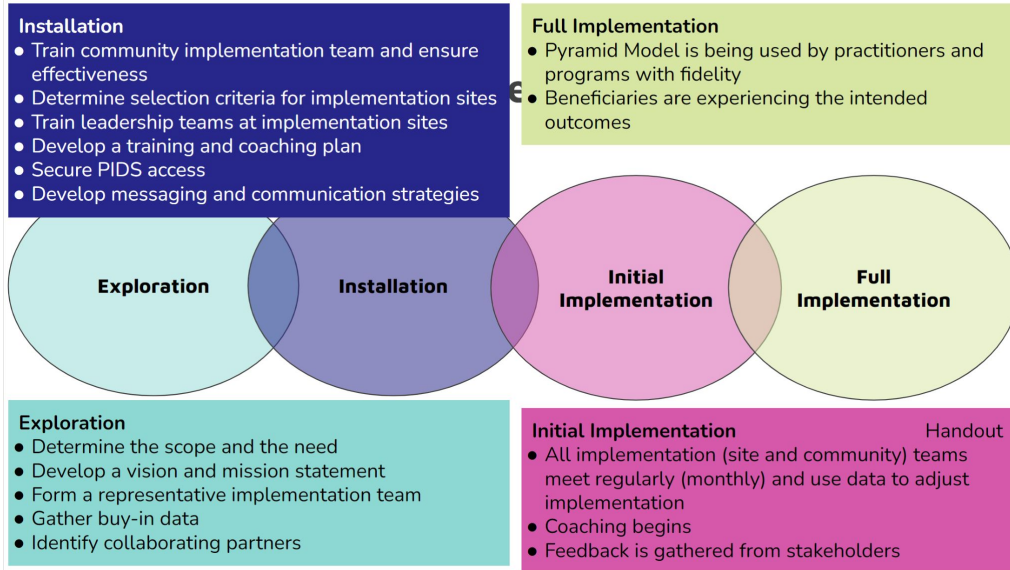 Installation
● Train community implementation team and ensure
effectiveness
● Determine selection criteria for implementation sites
● Train leadership teams at implementation sites
● Develop a training and coaching plan
● Secure PIDS access
● Develop messaging and communication strategies
Full Implementation
● Pyramid Model is being used by practitioners and
programs with fidelity
● Beneficiaries are experiencing the intended
outcomes
Exploration
Installation
Initial
Implementation
Full
Implementation
Exploration
● Determine the scope and the need
● Develop a vision and mission statement
● Form a representative implementation team
● Gather buy-in data
● Identify collaborating partners
Initial Implementation Handout
● All implementation (site and community) teams
meet regularly (monthly) and use data to adjust
implementation
● Coaching begins
● Feedback is gathered from stakeholders